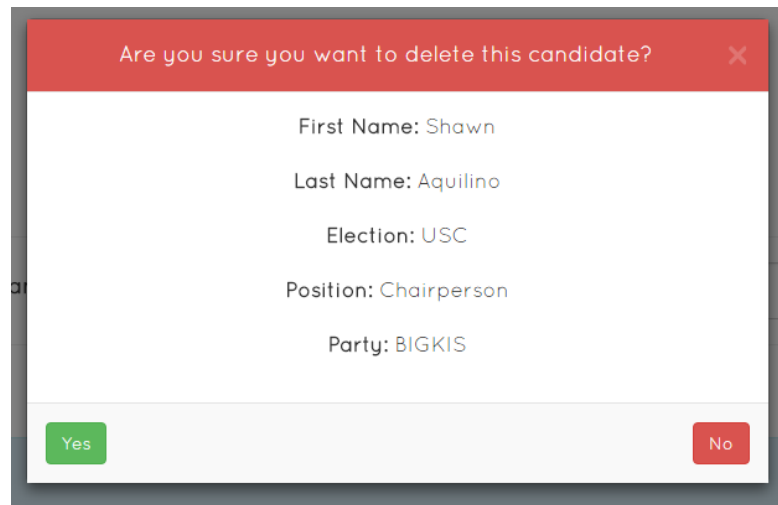 Are you sure you want to delete this candidate? ×
First Name: Shawn
Last Name: Aquilino
Election: USC
ar
Position: Chairperson
Party: BIGKIS
Yes No